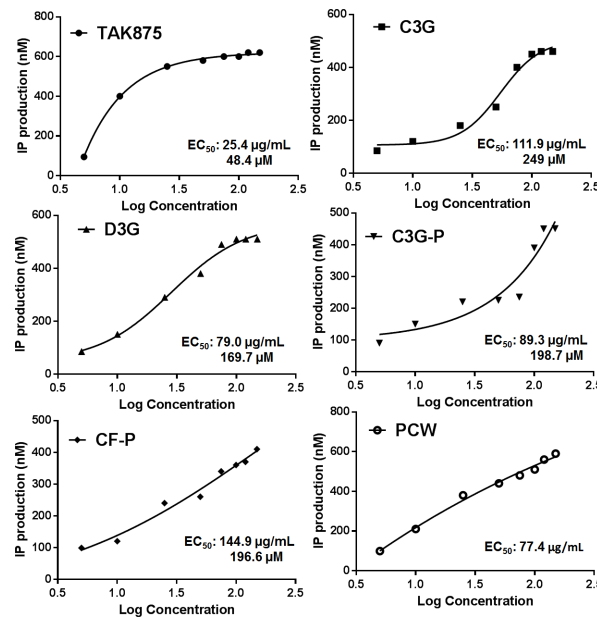 TAK875
IP production (nM)
800
600
400
200
0
0.5 1.0 1.5 2.0 2.5
Log Concentration
EC50: 25.4 µg/mL
48.4 µM
C3G
IP production (nM)
600
400
200
0
0.5 1.0 1.5 2.0 2.5
Log Concentration
EC50: 111.9 µg/mL
249 µM
D3G
IP production (nM)
600
400
200
0
0.5 1.0 1.5 2.0 2.5
Log Concentration
EC50: 79.0 µg/mL
169.7 µM
C3G-P
IP production (nM)
500
400
300
200
100
0
0.5 1.0 1.5 2.0 2.5
Log Concentration
EC50: 89.3 µg/mL
198.7 µM
CF-P
IP production (nM)
500
400
300
200
100
0
0.5 1.0 1.5 2.0 2.5
Log Concentration
EC50: 144.9 µg/mL
196.6 µM
PCW
IP production (nM)
800
600
400
200
0
0.5 1.0 1.5 2.0 2.5
Log Concentration
EC50: 77.4 µg/mL